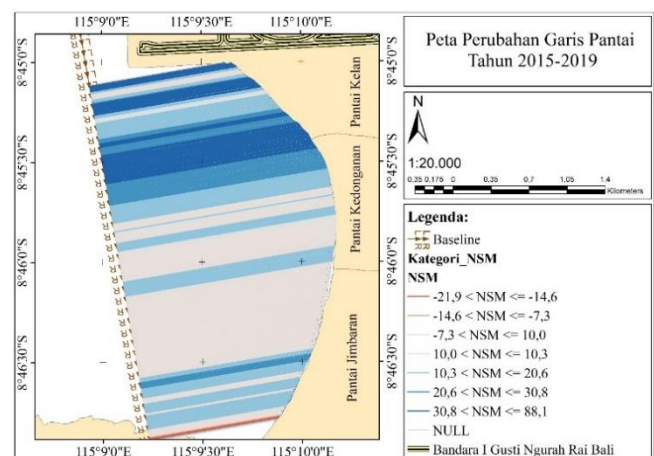 115°9'0"E 115°9'30"E 115°10'0"E
8°45'0"S
8°45'30"S
8°46'0"S
8°46'30"S
Pantai Kelan
Pantai Kedonganan
Pantai Jimbaran
8°45'0"S
8°45'30"S
8°46'0"S
8°46'30"S
115°9'0"E 115°9'30"E 115°10'0"E
Peta Perubahan Garis Pantai
Tahun 2015-2019
N
1:20.000
0,35 0,175 0 0,35 0,7 1,05 1,4
Kilometers
Legenda:
Baseline
Kategori_NSM
NSM
-21,9 < NSM <= -14,6
-14,6 < NSM <= -7,3
-7,3 < NSM <= 10,0
10,0 < NSM <= 10,3
10,3 < NSM <= 20,6
20,6 < NSM <= 30,8
30,8 < NSM <= 88,1
NULL
Bandara I Gusti Ngurah Rai Bali